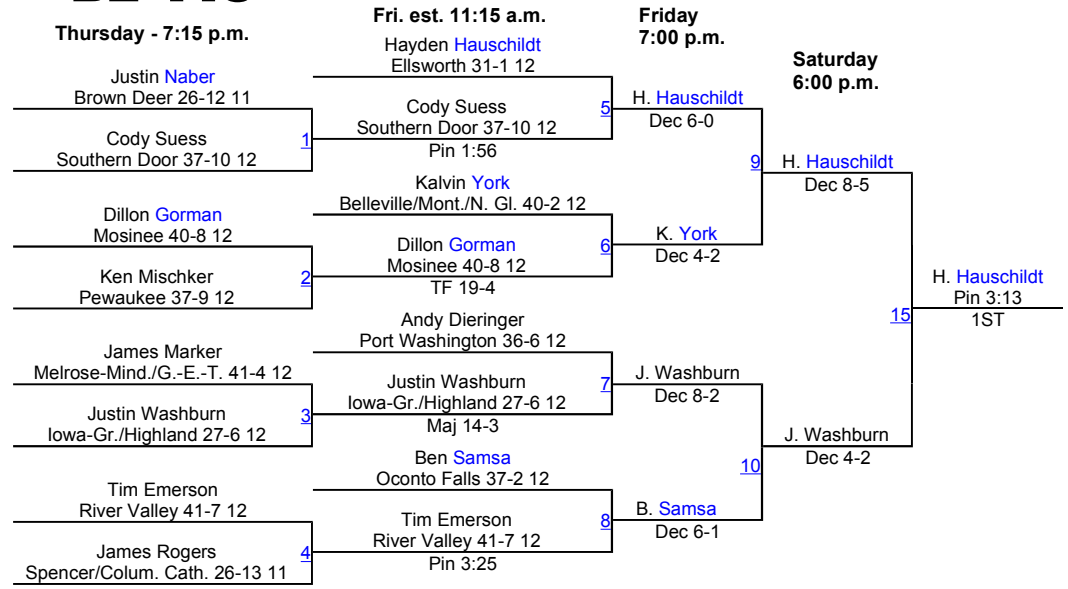 Thursday - 7:15 p.m.
Fri. est. 11:15 a.m.
Friday
7:00 p.m.
Saturday
6:00 p.m.
Justin Naber
Brown Deer 26-12 11
Cody Suess
Southern Door 37-10 12
1
Dillon Gorman
Mosinee 40-8 12
Ken Mischker
Pewaukee 37-9 12
2
James Marker
Melrose-Mind./G.-E.-T. 41-4 12
Justin Washburn
Iowa-Gr./Highland 27-6 12
3
Tim Emerson
River Valley 41-7 12
James Rogers
Spencer/Colum. Cath. 26-13 11
4
Hayden Hauschildt
Ellsworth 31-1 12
Cody Suess
Southern Door 37-10 12
Pin 1:56
5
Kalvin York
Belleville/Mont./N. Gl. 40-2 12
Dillon Gorman
Mosinee 40-8 12
TF 19-4
6
Andy Dieringer
Port Washington 36-6 12
Justin Washburn
Iowa-Gr./Highland 27-6 12
Maj 14-3
7
Ben Samsa
Oconto Falls 37-2 12
Tim Emerson
River Valley 41-7 12
Pin 3:25
8
H. Hauschildt
Dec 6-0
K. York
Dec 4-2
9
J. Washburn
Dec 8-2
B. Samsa
Dec 6-1
10
H. Hauschildt
Dec 8-5
J. Washburn
Dec 4-2
15
H. Hauschildt
Pin 3:13
1ST